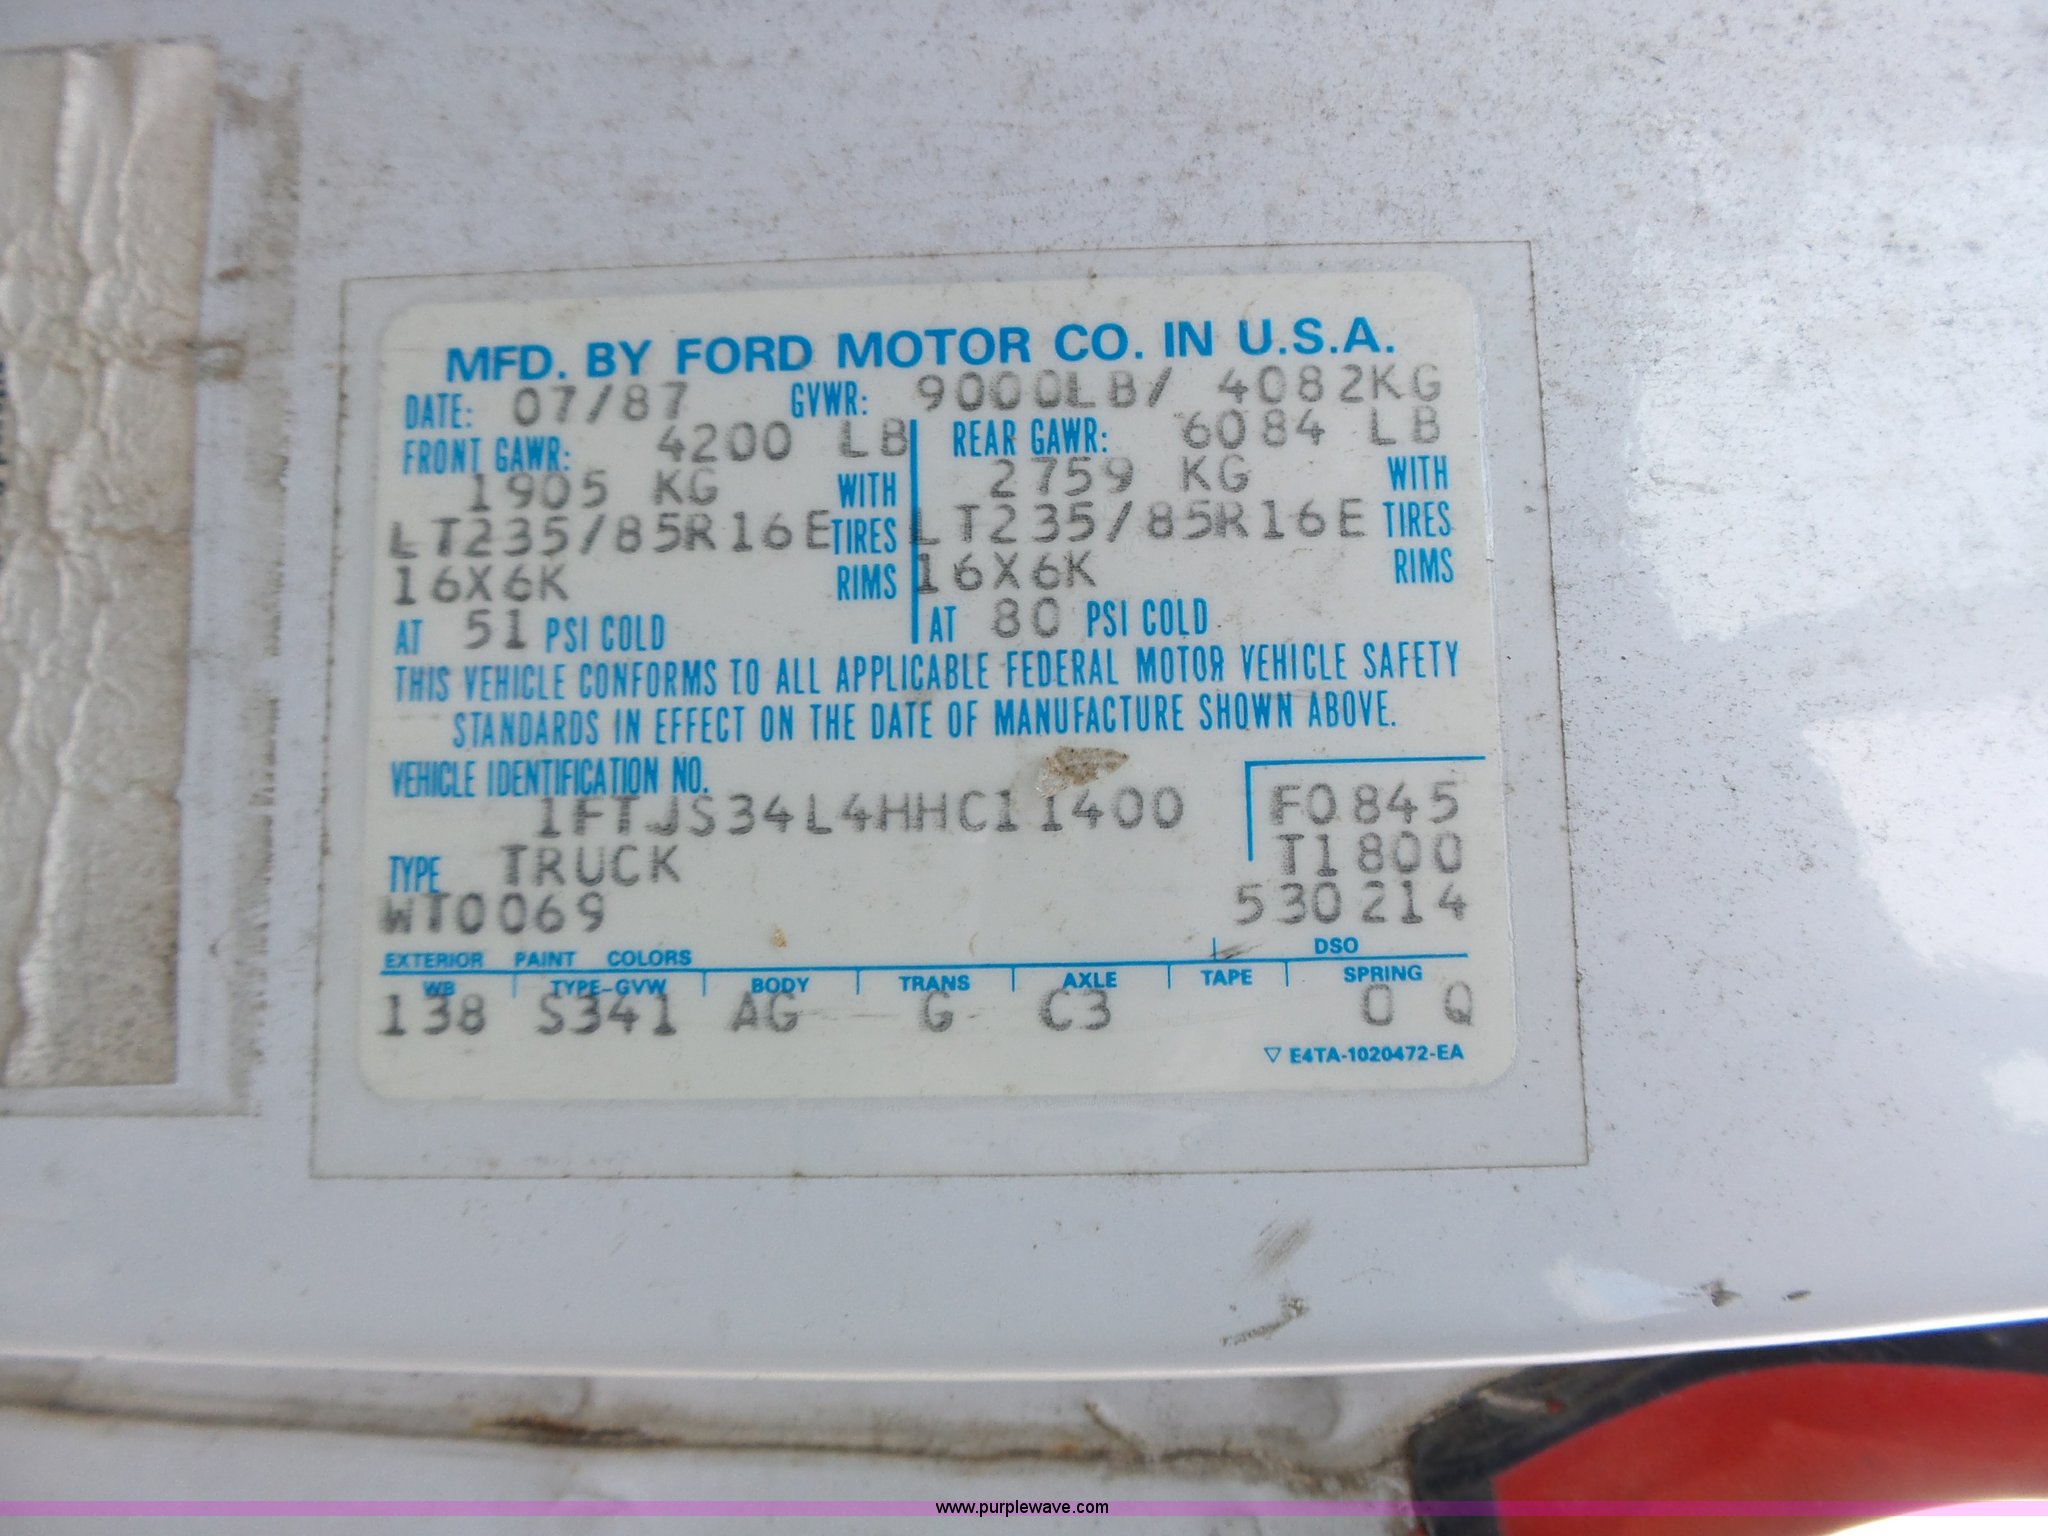 MFD. BY FORD MOTOR CO. IN U.S.A.
DATE: 07/87 GVWR: 9000LB/ 4082KG
FRONT GAWR: 4200 LB REAR GAWR: 6084 LB
1905 KG WITH 2759 KG WITH
LT235/85R16E TIRES LT235/85R16E TIRES
16X6K RIMS 16X6K RIMS
AT 51 PSI COLD AT 80 PSI COLD
THIS VEHICLE CONFORMS TO ALL APPLICABLE FEDERAL MOTOR VEHICLE SAFETY
STANDARDS IN EFFECT ON THE DATE OF MANUFACTURE SHOWN ABOVE.
VEHICLE IDENTIFICATION NO.
1FTJS34L4HHC11400 F0845
TYPE TRUCK T1800
WT0069 530214
EXTERIOR PAINT COLORS DSO
WB TYPE-GVW BODY TRANS AXLE TAPE SPRING
138 S341 AG G C3 O Q
▽ E4TA-1020472-EA
www.purplewave.com